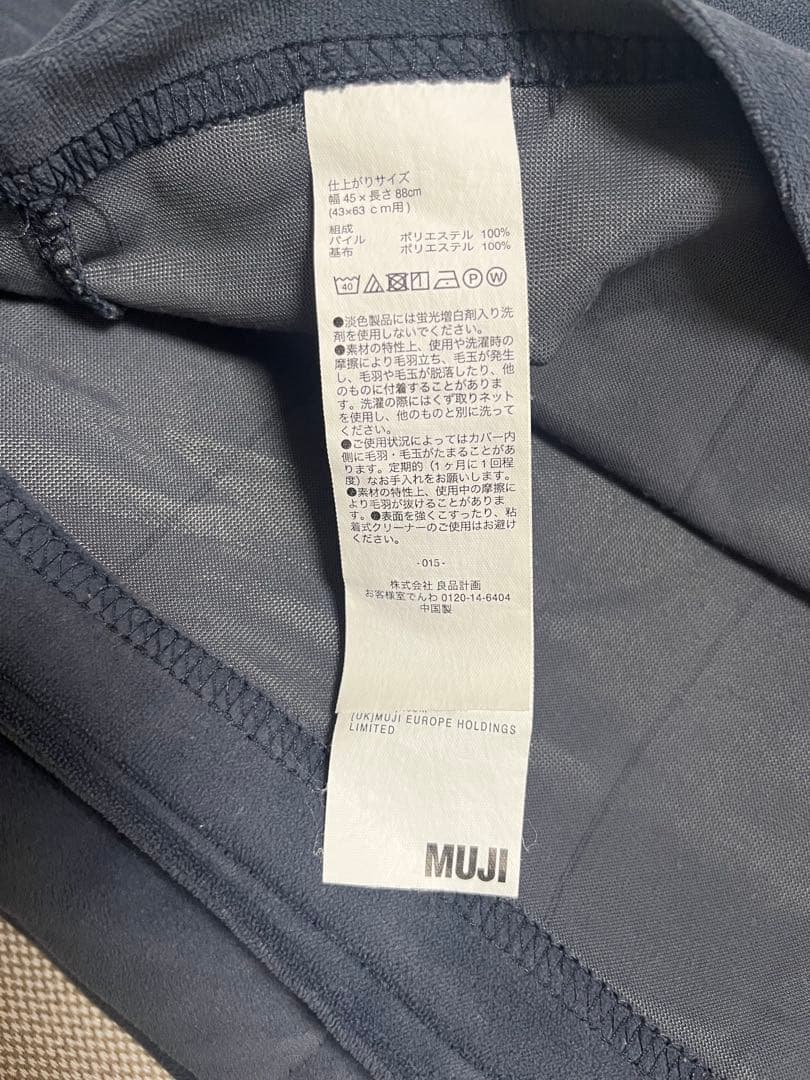 仕上がりサイズ
幅 45×長さ 88cm
(43×63 cm用)
組成
パイル ポリエステル 100%
基布 ポリエステル 100%
40 P W
●淡色製品には蛍光増白剤入り洗
剤を使用しないでください。
●素材の特性上、使用や洗濯時の
摩擦により毛羽立ち、毛玉が発生
し、毛羽や毛玉が脱落したり、他
のものに付着することがありま
す。洗濯の際にはくず取りネット
を使用し、他のものと別に洗って
ください。
●ご使用状況によってはカバー内
側に毛羽・毛玉がたまることがあ
ります。定期的(1ヶ月に1回程
度)なお手入れをお願いします。
●素材の特性上、使用中の摩擦に
より毛羽が抜けることがありま
す。●表面を強くこすったり、粘
着式クリーナーのご使用はお避け
ください。
-015-
株式会社 良品計画
お客様室でんわ 0120-14-6404
中国製
[UK]MUJI EUROPE HOLDINGS
LIMITED
MUJI